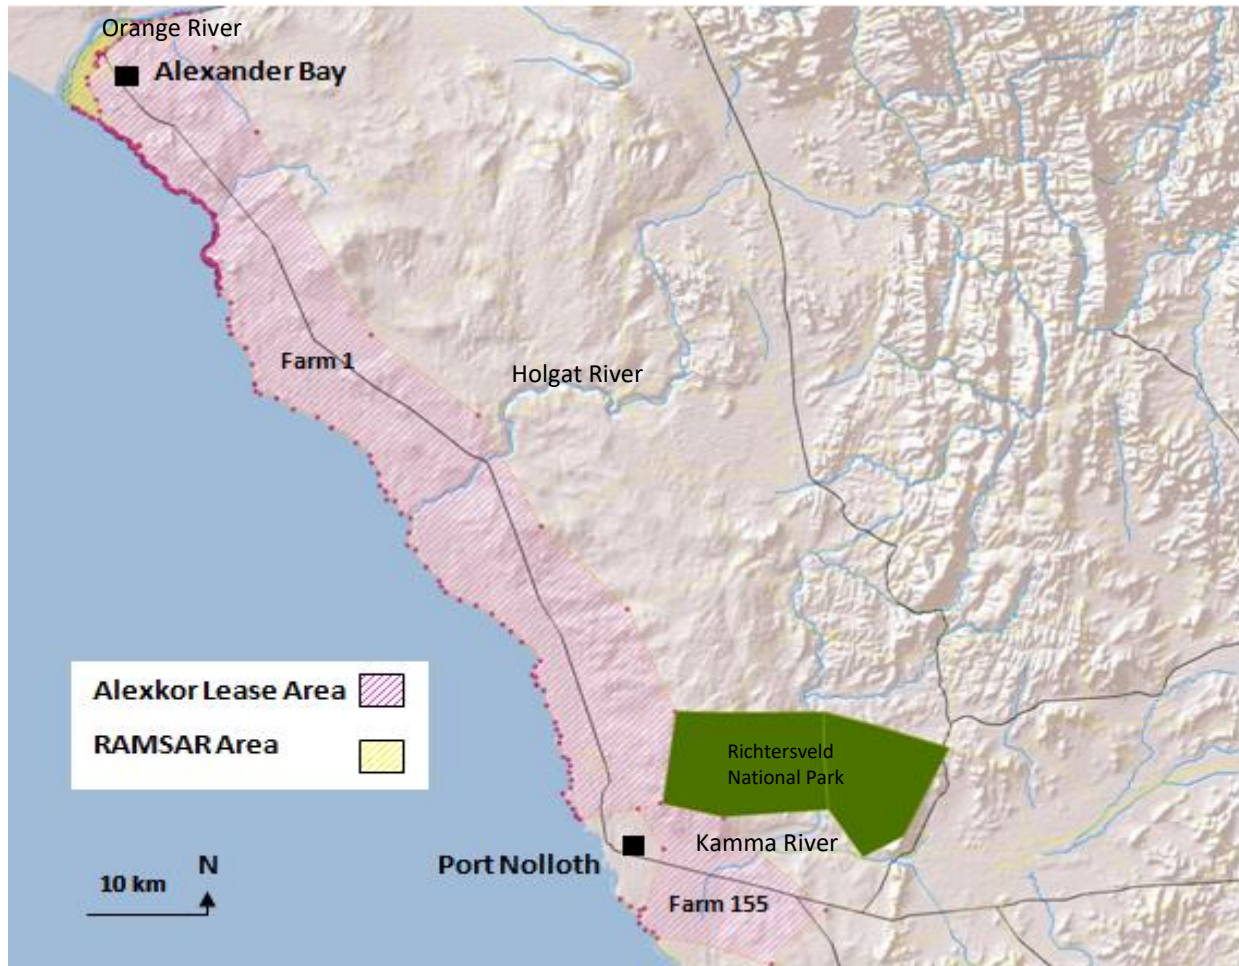 Orange River
Alexander Bay
Farm 1
Holgat River
Alexkor Lease Area
RAMSAR Area
Richtersveld
National Park
Kamma River
Port Nolloth
N
10 km
Farm 155